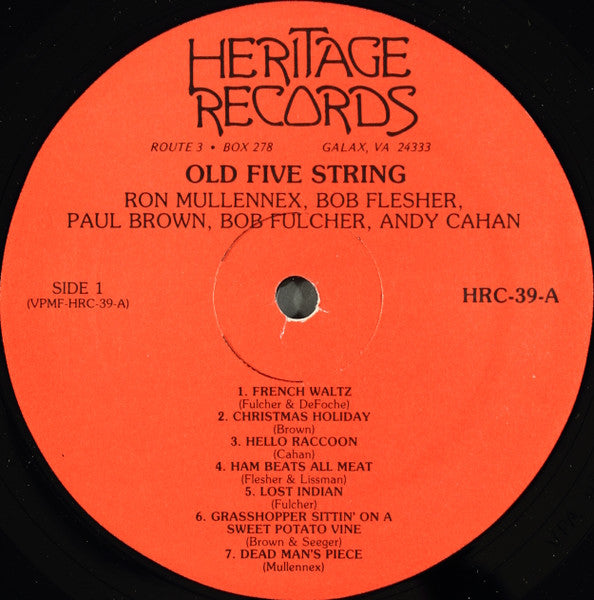 HERITAGE
RECORDS
ROUTE 3 • BOX 278 GALAX, VA 24333
OLD FIVE STRING
RON MULLENNEX, BOB FLESHER,
PAUL BROWN, BOB FULCHER, ANDY CAHAN
SIDE 1
(VPMF-HRC-39-A)
HRC-39-A
1. FRENCH WALTZ
(Fulcher & DeFoche)
2. CHRISTMAS HOLIDAY
(Brown)
3. HELLO RACCOON
(Cahan)
4. HAM BEATS ALL MEAT
(Flesher & Lissman)
5. LOST INDIAN
(Fulcher)
6. GRASSHOPPER SITTIN' ON A
SWEET POTATO VINE
(Brown & Seeger)
7. DEAD MAN'S PIECE
(Mullennex)